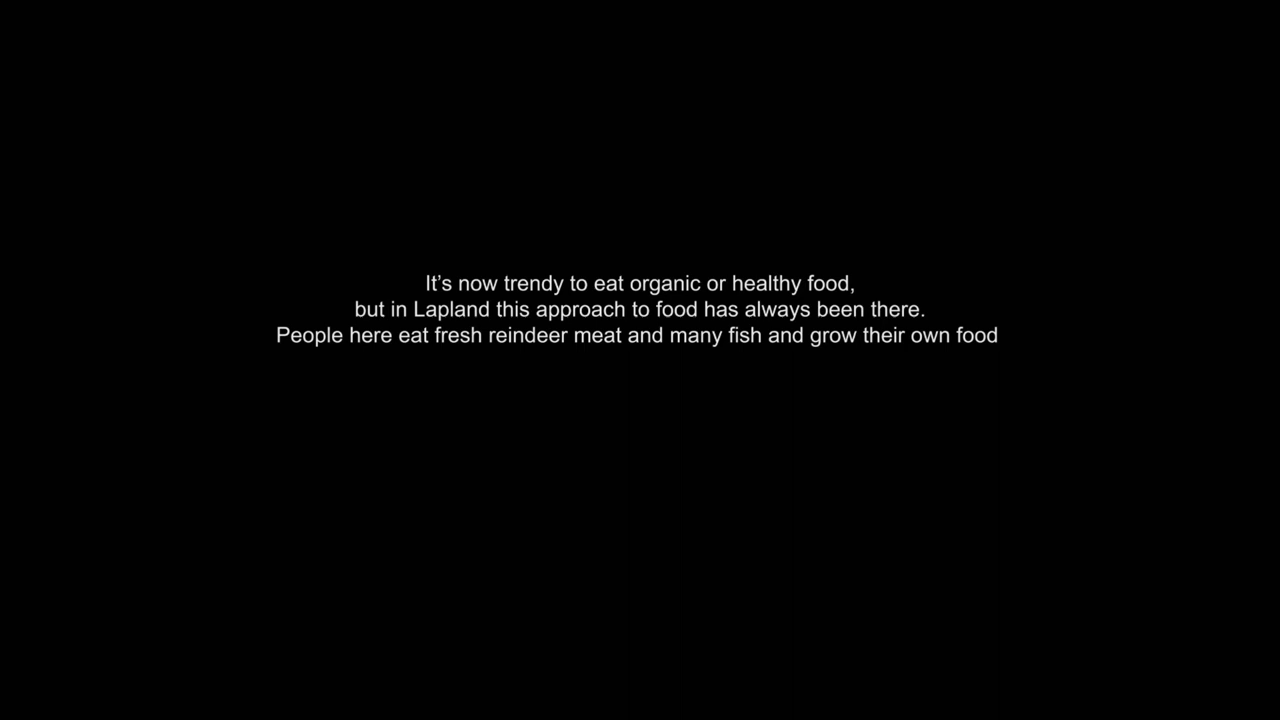 It’s now trendy to eat organic or healthy food,
but in Lapland this approach to food has always been there.
People here eat fresh reindeer meat and many fish and grow their own food